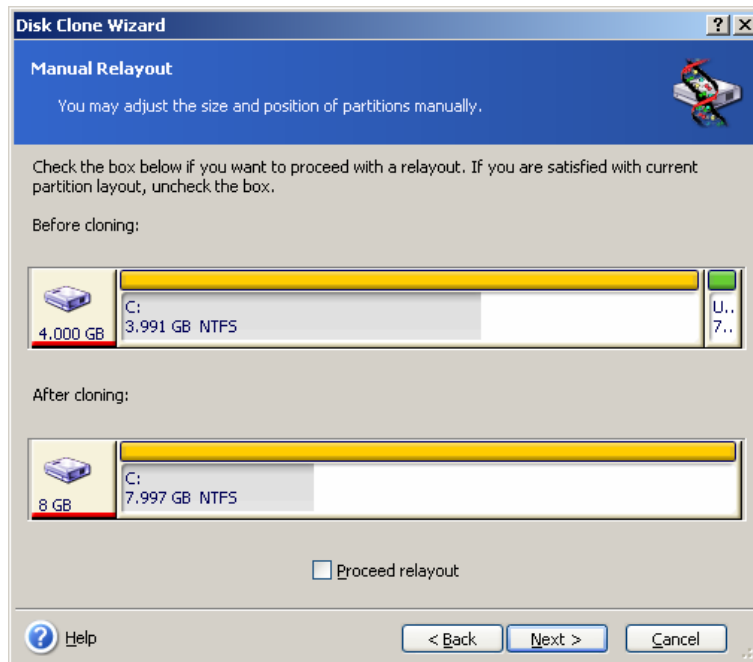 Disk Clone Wizard
Manual Relayout
You may adjust the size and position of partitions manually.
Check the box below if you want to proceed with a relayout. If you are satisfied with current
partition layout, uncheck the box.
Before cloning:
4.000 GB
C:
3.991 GB NTFS
U..
7..
After cloning:
8 GB
C:
7.997 GB NTFS
Proceed relayout
Help
< Back
Next >
Cancel